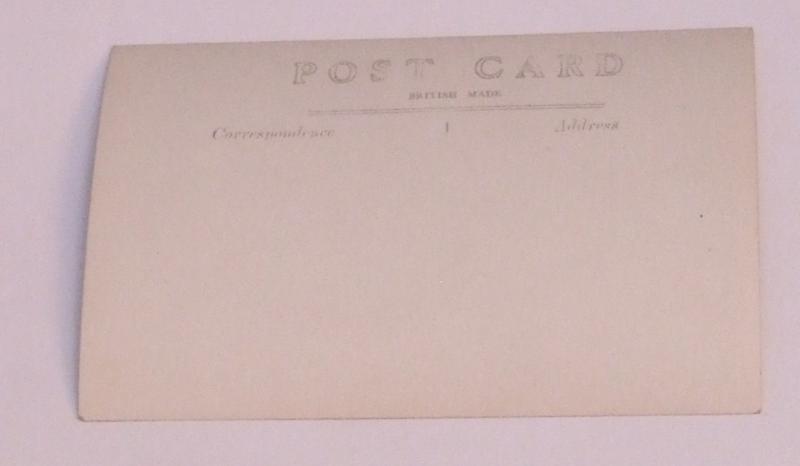 POST CARD
BRITISH MADE
Correspondence | Address